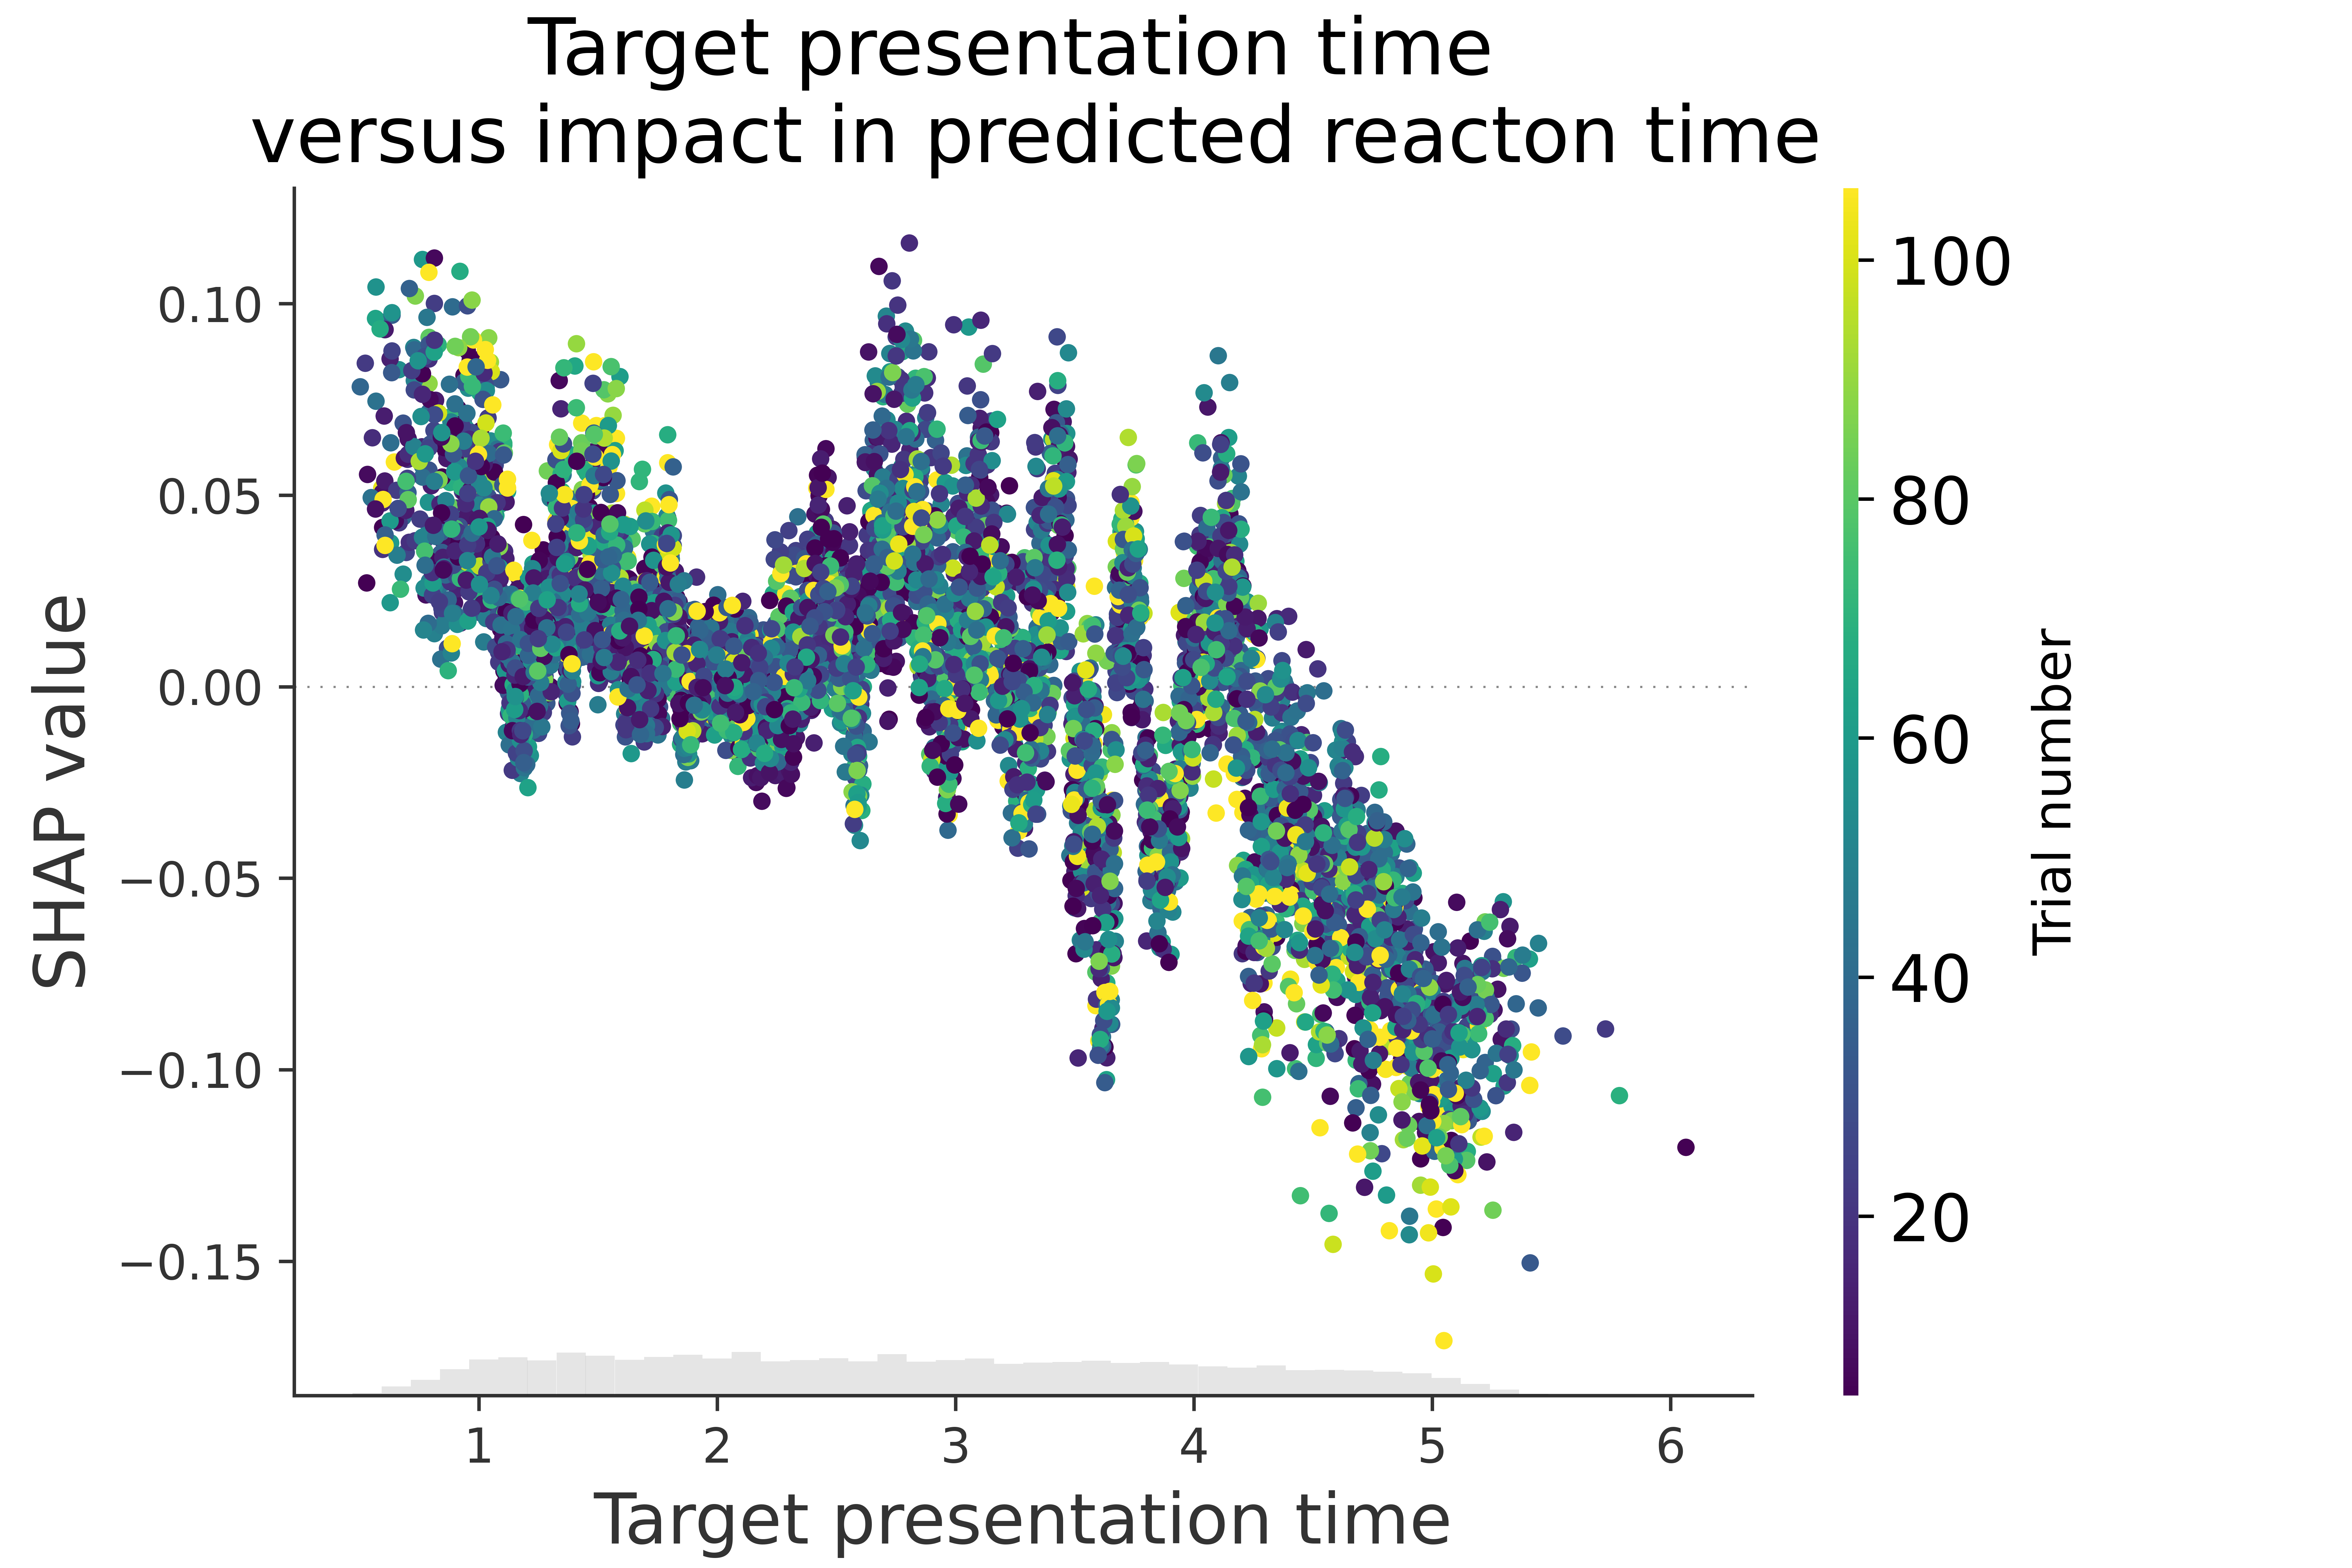 Target presentation time
versus impact in predicted reacton time
SHAP value
0.10
0.05
0.00
−0.05
−0.10
−0.15
1 2 3 4 5 6
Target presentation time
100
80
60
40
20
Trial number